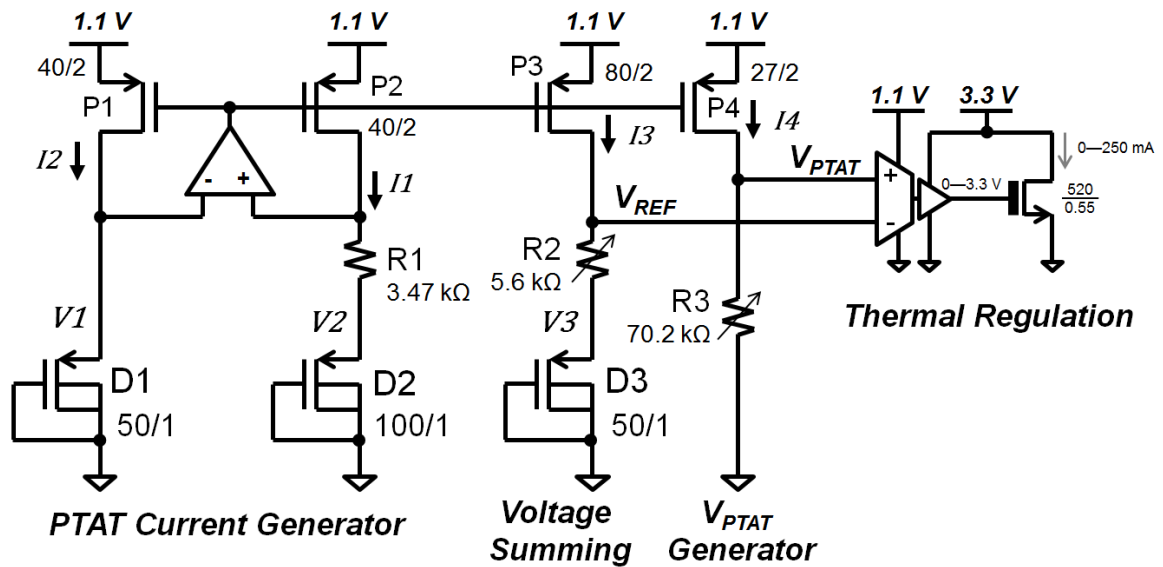 1.1 V
1.1 V
1.1 V
1.1 V
40/2
P1
P2
40/2
P3
80/2
27/2
P4
1.1 V
3.3 V
I2
I1
I3
I4
0—250 mA
- +
VPTAT
VREF
+
-
0—3.3 V
520
0.55
R1
3.47 kΩ
R2
5.6 kΩ
R3
70.2 kΩ
Thermal Regulation
V1
V2
V3
D1
50/1
D2
100/1
D3
50/1
PTAT Current Generator
Voltage
Summing
VPTAT
Generator